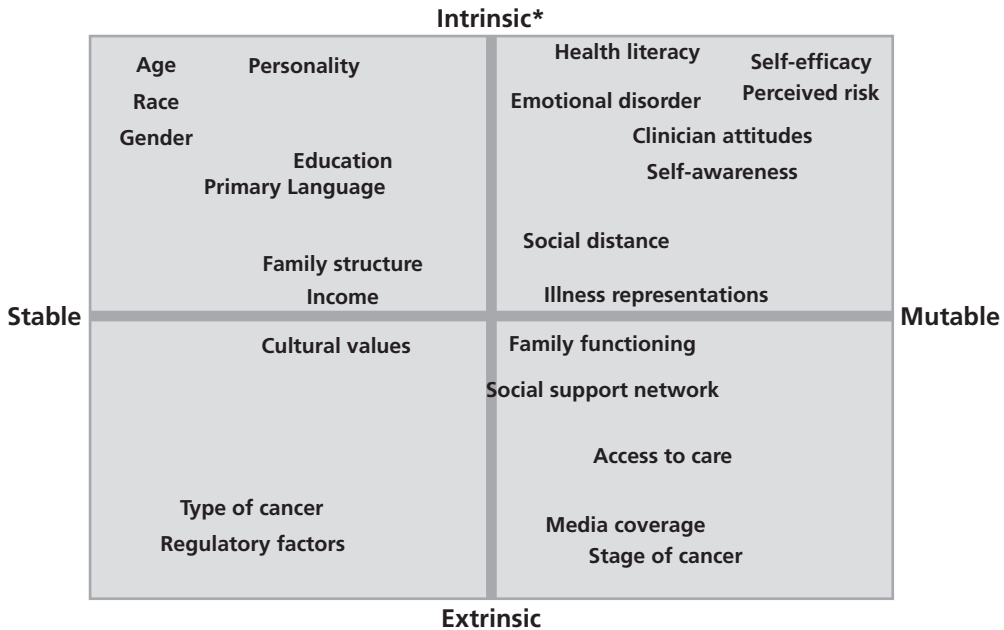 Intrinsic*
Age
Personality
Race
Gender
Education
Primary Language
Family structure
Income
Health literacy
Self-efficacy
Perceived risk
Emotional disorder
Clinician attitudes
Self-awareness
Social distance
Illness representations
Stable
Mutable
Cultural values
Type of cancer
Regulatory factors
Family functioning
Social support network
Access to care
Media coverage
Stage of cancer
Extrinsic